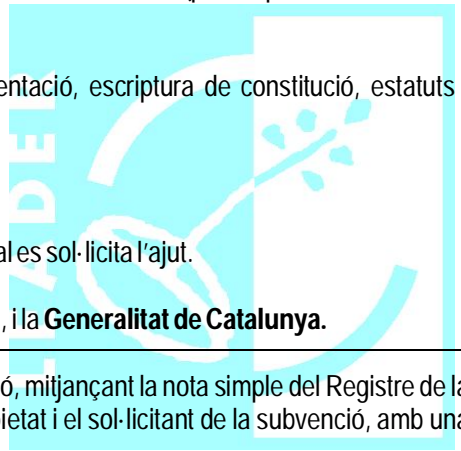 entació, escriptura de constitució, estatuts
al es sol·licita l'ajut.
, i la Generalitat de Catalunya.
ó, mitjançant la nota simple del Registre de la
ietat i el sol·licitant de la subvenció, amb una